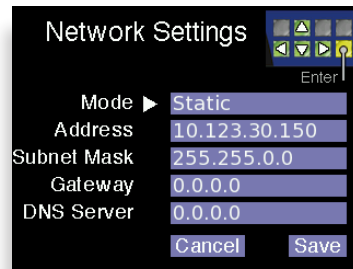 Network Settings
Enter
Mode Static
Address 10.123.30.150
Subnet Mask 255.255.0.0
Gateway 0.0.0.0
DNS Server 0.0.0.0
Cancel Save